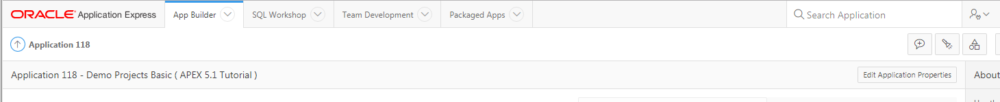 ORACLE Application Express App Builder SQL Workshop Team Development Packaged Apps Search Application
Application 118
Application 118 - Demo Projects Basic ( APEX 5.1 Tutorial ) Edit Application Properties About